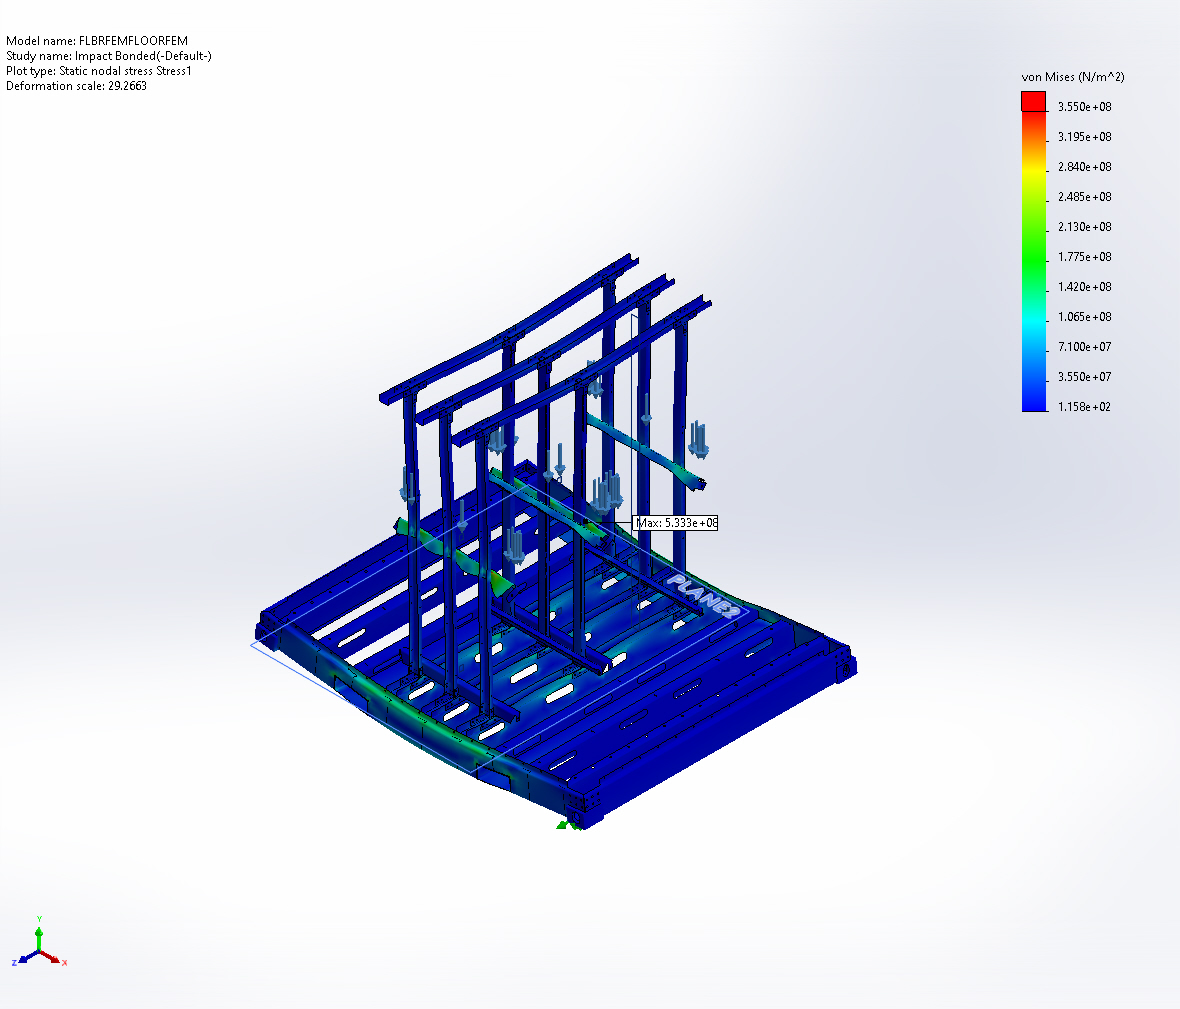 Model name: FLBRFEMFLOORFEM
Study name: Impact Bonded(-Default-)
Plot type: Static nodal stress Stress1
Deformation scale: 29.2663
von Mises (N/m^2)
3.550e+08
3.195e+08
2.840e+08
2.485e+08
2.130e+08
1.775e+08
1.420e+08
1.065e+08
7.100e+07
3.550e+07
1.158e+02
Max: 5.333e+08
PLANE2
Y
Z
X